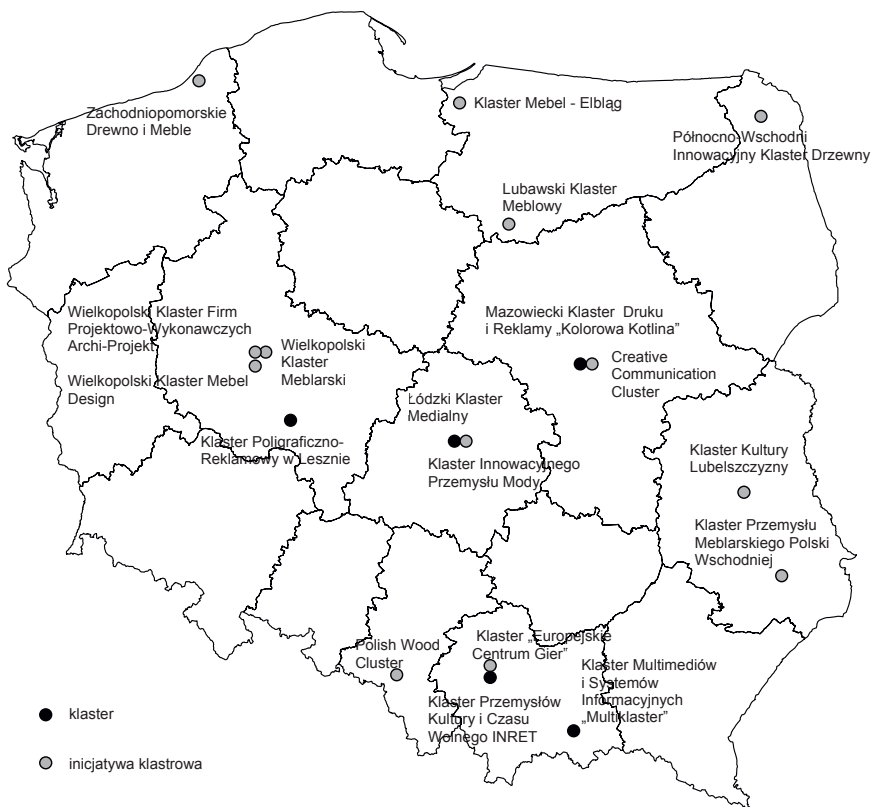 Zachodniopomorskie
Drewno i Meble
Klaster Mebel - Elbląg
Północno-Wschodni
Innowacyjny Klaster Drzewny
Lubawski Klaster
Meblowy
Wielkopolski Klaster Firm
Projektowo-Wykonawczych
Archi-Projekt
Wielkopolski
Klaster
Meblarski
Wielkopolski Klaster Mebel
Design
Klaster Poligraficzno-
Reklamowy w Lesznie
Mazowiecki Klaster Druku
i Reklamy „Kolorowa Kotlina”
Creative
Communication
Cluster
Łódzki Klaster
Medialny
Klaster Innowacyjnego
Przemysłu Mody
Klaster Kultury
Lubelszczyzny
Klaster Przemysłu
Meblarskiego Polski
Wschodniej
Polish Wood
Cluster
Klaster „Europejskie
Centrum Gier”
Klaster Przemysłów
Kultury i Czasu
Wolnego INRET
Klaster Multimediów
i Systemów
Informacyjnych
„Multiklaster”
klaster
inicjatywa klastrowa